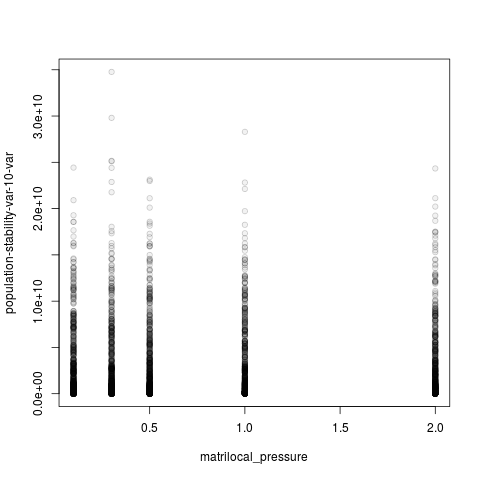 population-stability-var-10-var
3.0e+10
2.0e+10
1.0e+10
0.0e+00
0.5
1.0
1.5
2.0
matrilocal_pressure